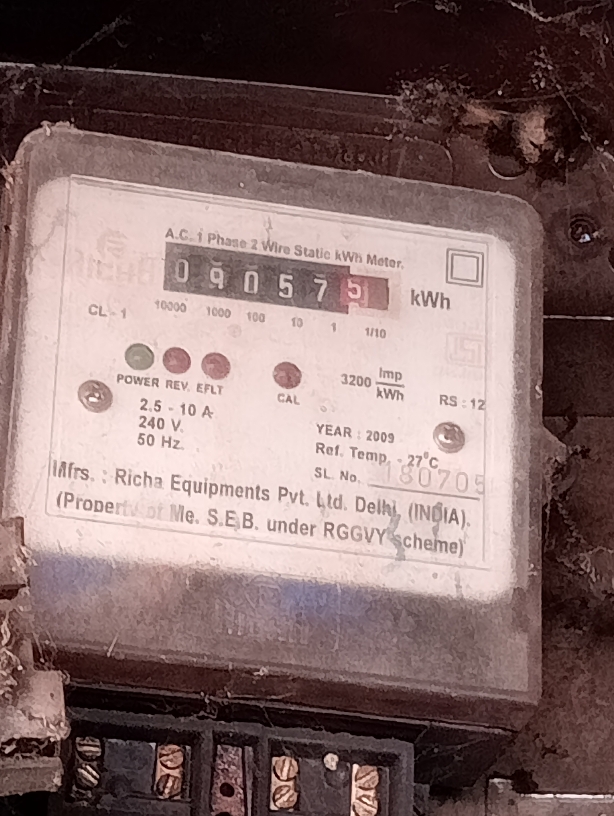 A.C. 1 Phase 2 Wire Static kWh Meter.
0 9 0 5 7 5 kWh
CL - 1 10000 1000 100 10 1 1/10
POWER REV. EFLT CAL 3200 Imp/kWh RS : 12
2.5 - 10 A
240 V.
50 Hz.
YEAR : 2009
Ref. Temp. - 27°C
SL. No. 180705
Mfrs. : Richa Equipments Pvt. Ltd. Delhi, (INDIA).
(Property of Me. S.E.B. under RGGVY scheme)